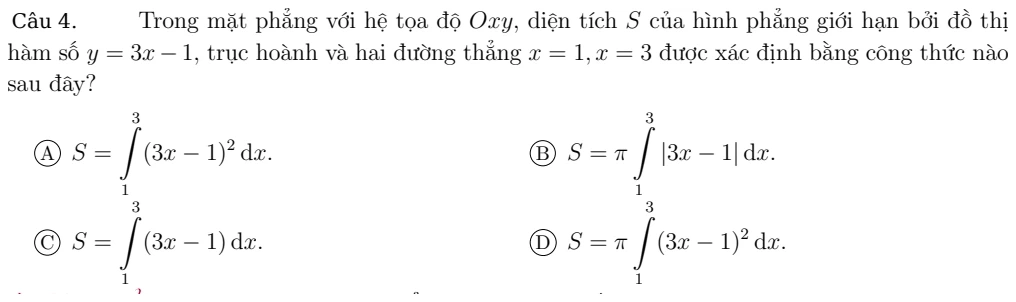 Câu 4. Trong mặt phẳng với hệ tọa độ Oxy, diện tích S của hình phẳng giới hạn bởi đồ thị
hàm số y = 3x − 1, trục hoành và hai đường thẳng x = 1, x = 3 được xác định bằng công thức nào
sau đây?
Ⓐ S = ∫₁³ (3x − 1)² dx. Ⓑ S = π ∫₁³ |3x − 1| dx.
Ⓒ S = ∫₁³ (3x − 1) dx. Ⓓ S = π ∫₁³ (3x − 1)² dx.